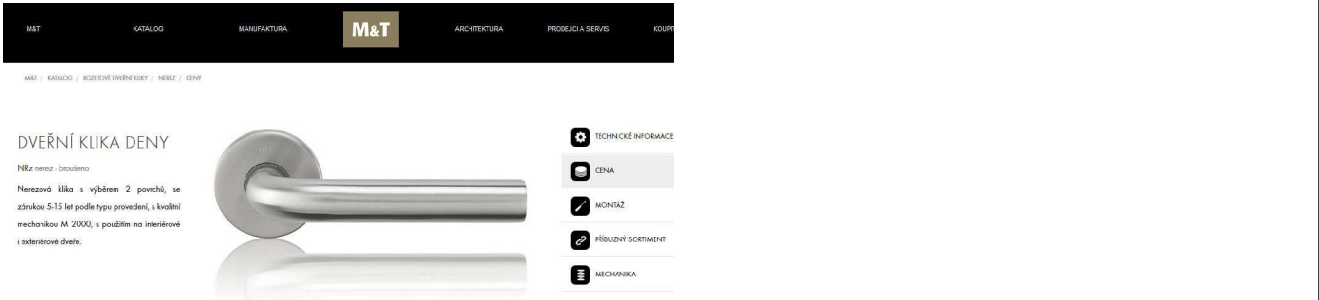 M&T KATALOG MANUFAKTURA M&T ARCHITEKTURA PRODEJCI A SERVIS
M&T / KATALOG / ROZETOVÉ DVEŘNÍ KLIKY / NEREZ / DENY
DVEŘNÍ KLIKA DENY
NRz nerez - broušeno
Nerezová klika s výběrem 2 povrchů, se
zárukou 5-15 let podle typu provedení, s kvalitní
mechanikou M 2000, s použitím na interiérové
i exteriérové dveře.
TECHNICKÉ INFORMACE
CENA
MONTÁŽ
PŘÍBUZNÝ SORTIMENT
MECHANIKA